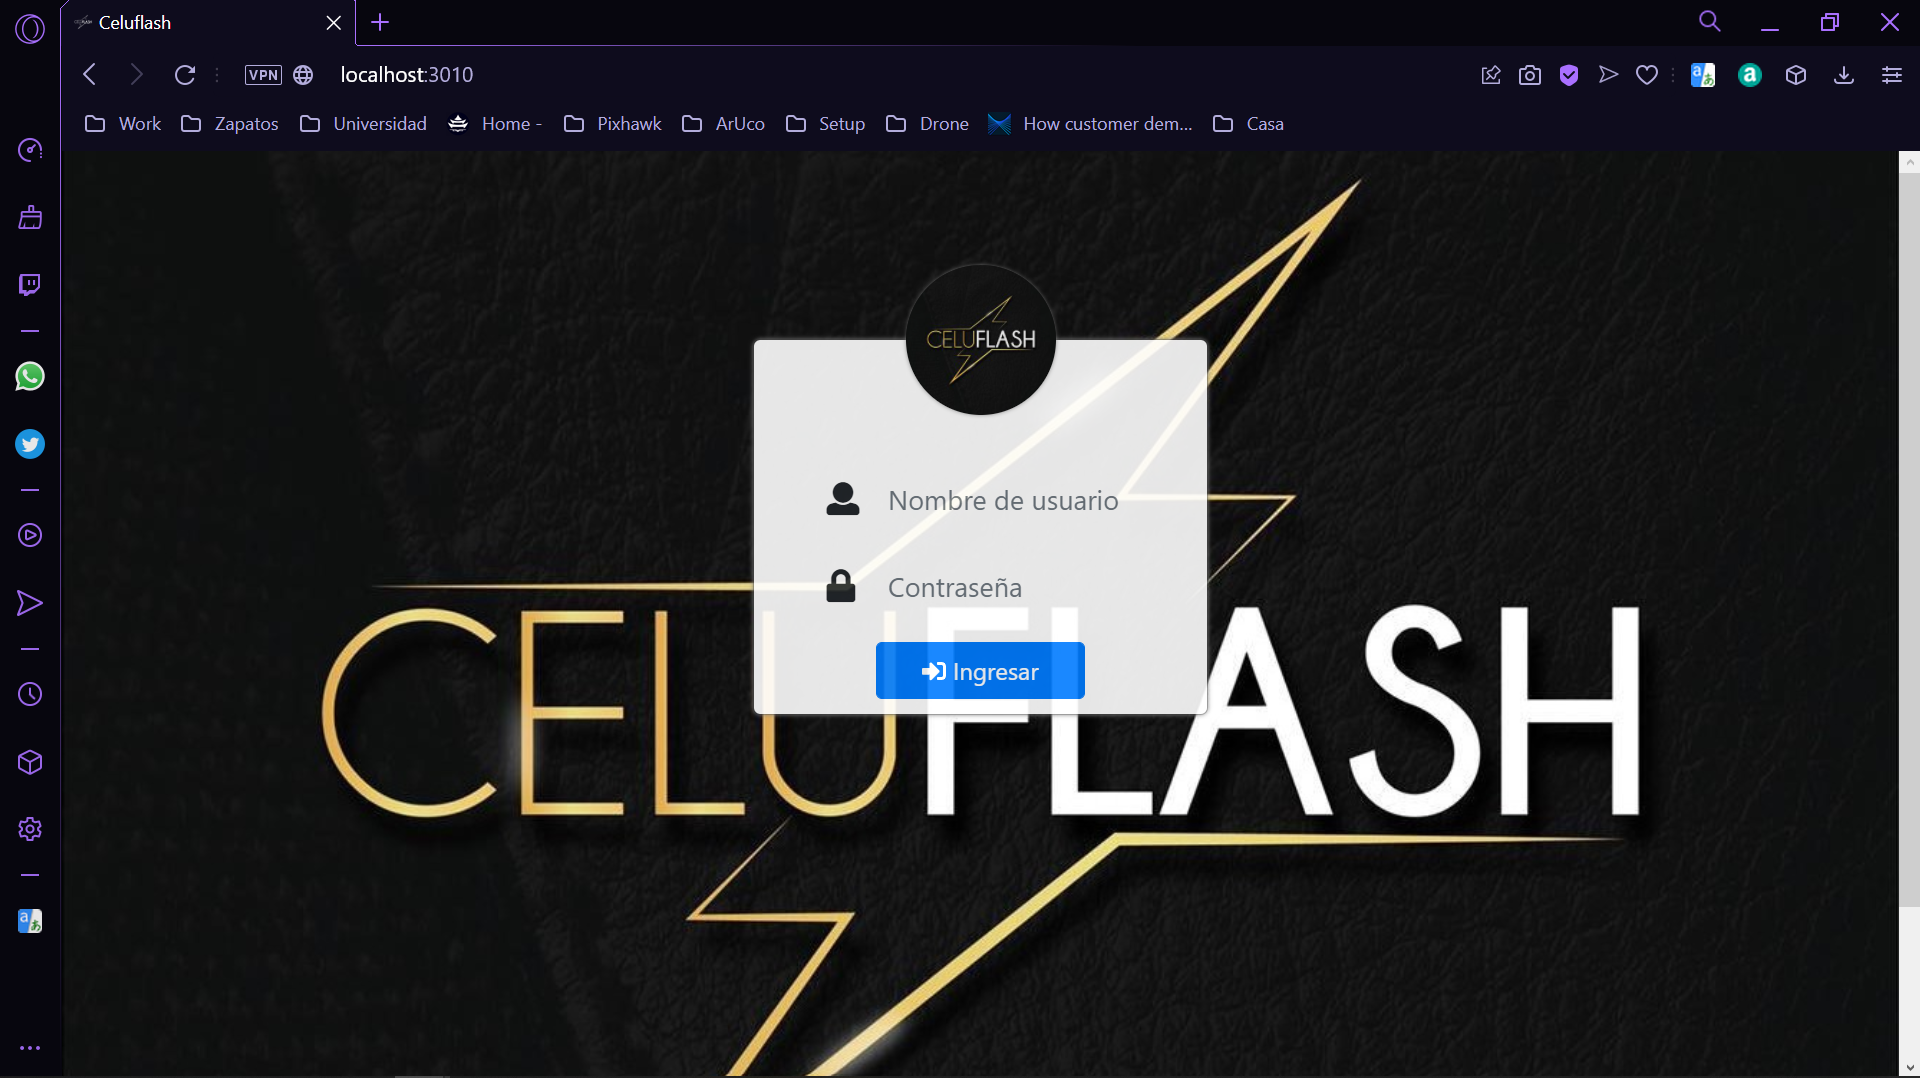 Celuflash
VPN
localhost:3010
Work
Zapatos
Universidad
Home -
Pixhawk
ArUco
Setup
Drone
How customer dem...
Casa
CELUFLASH
Nombre de usuario
Contraseña
Ingresar
CELUFLASH